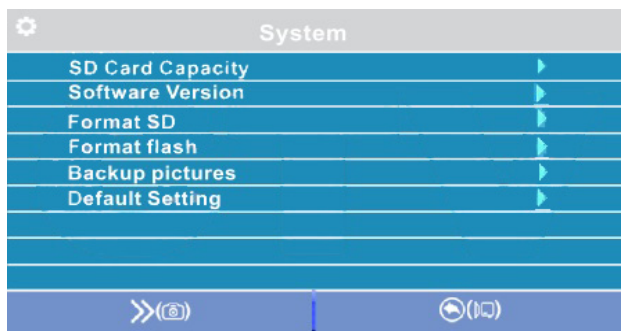 System
SD Card Capacity
Software Version
Format SD
Format flash
Backup pictures
Default Setting